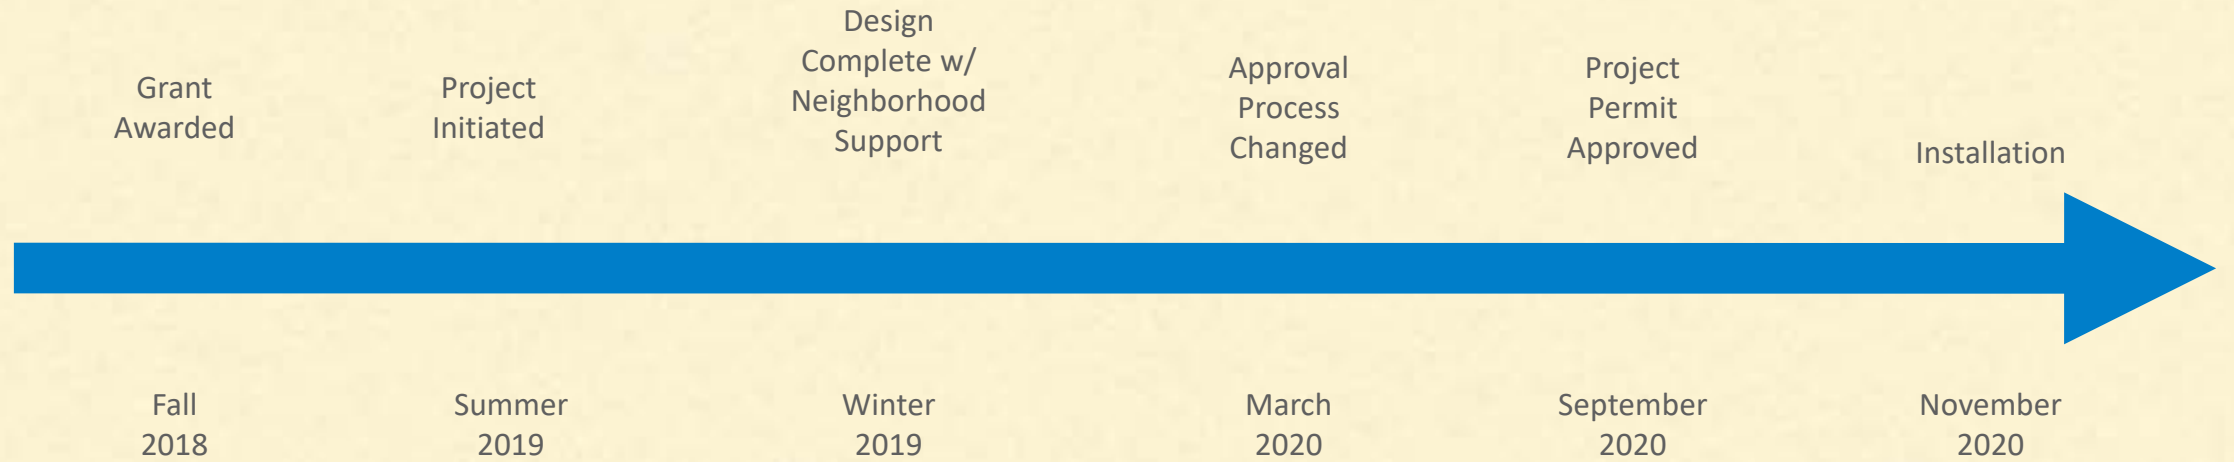 Grant
Awarded
Project
Initiated
Design
Complete w/
Neighborhood
Support
Approval
Process
Changed
Project
Permit
Approved
Installation
Fall
2018
Summer
2019
Winter
2019
March
2020
September
2020
November
2020